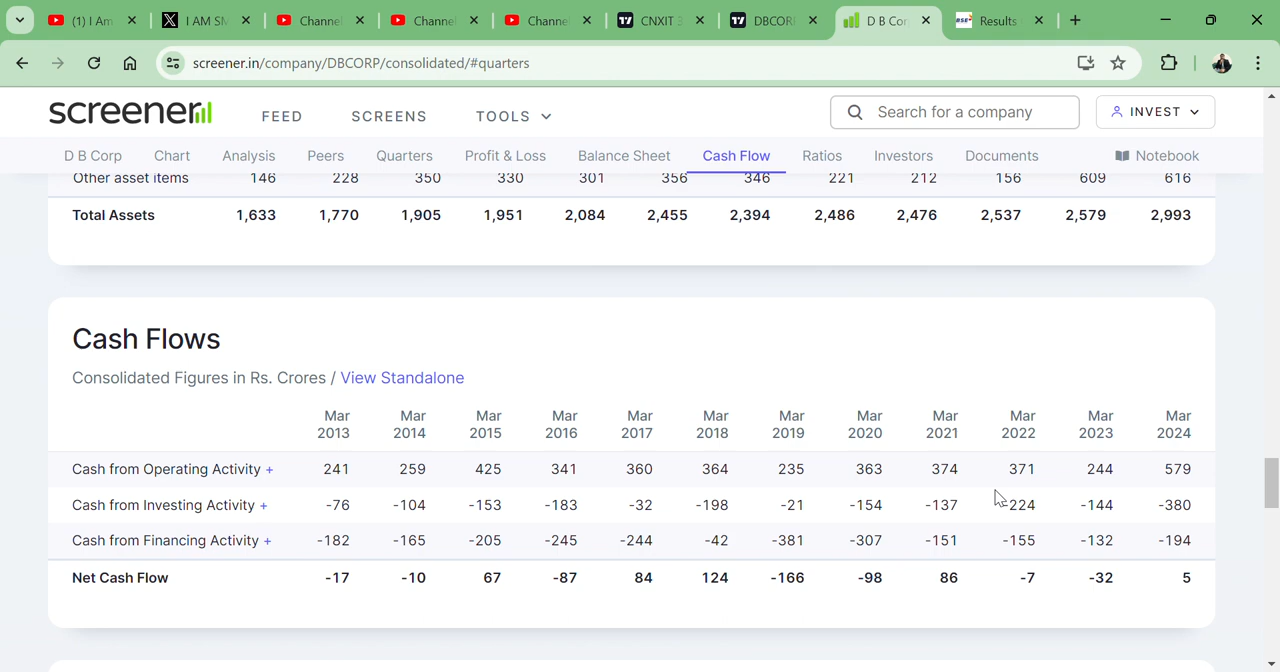 (1) I Am
I AM SM
Channel
Channel
Channel
CNXIT 3
DBCOR
D B Cor
BSE
Results
screener.in/company/DBCORP/consolidated/#quarters
screener
FEED
SCREENS
TOOLS
Search for a company
INVEST
D B Corp Chart Analysis Peers Quarters Profit & Loss Balance Sheet Cash Flow Ratios Investors Documents Notebook
Other asset items 146 228 350 330 301 356 346 221 212 156 609 616
Total Assets 1,633 1,770 1,905 1,951 2,084 2,455 2,394 2,486 2,476 2,537 2,579 2,993
Cash Flows
Consolidated Figures in Rs. Crores / View Standalone
Mar Mar Mar Mar Mar Mar Mar Mar Mar Mar Mar Mar
2013 2014 2015 2016 2017 2018 2019 2020 2021 2022 2023 2024
Cash from Operating Activity + 241 259 425 341 360 364 235 363 374 371 244 579
Cash from Investing Activity + -76 -104 -153 -183 -32 -198 -21 -154 -137 -224 -144 -380
Cash from Financing Activity + -182 -165 -205 -245 -244 -42 -381 -307 -151 -155 -132 -194
Net Cash Flow -17 -10 67 -87 84 124 -166 -98 86 -7 -32 5